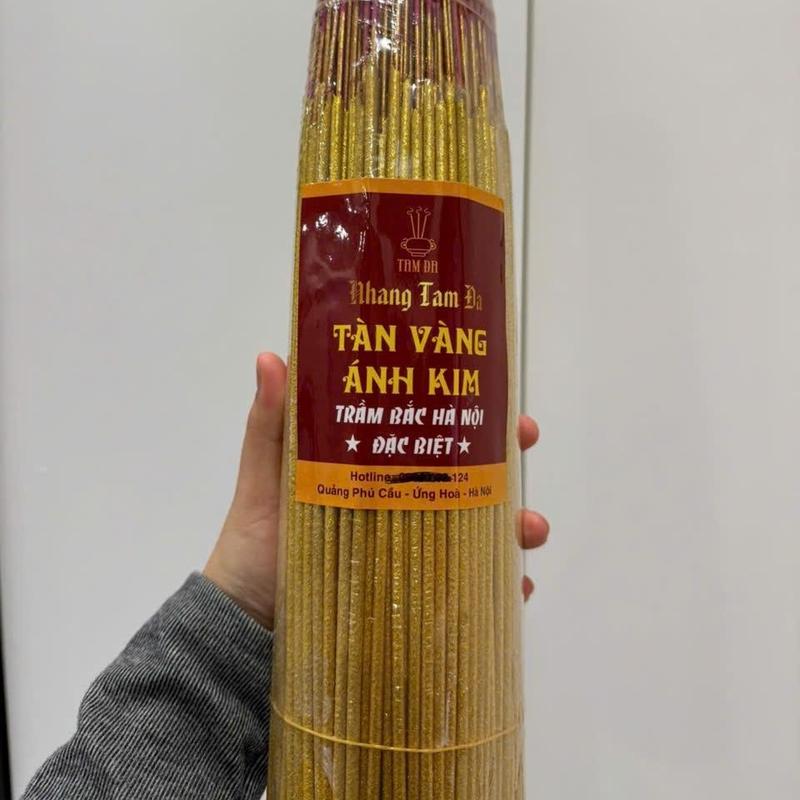 TAM ĐA
Nhang Tam Đa
TÀN VÀNG
ÁNH KIM
TRẦM BẮC HÀ NỘI
★ ĐẶC BIỆT ★
Hotline 124
Quảng Phú Cầu - Ứng Hoà - Hà Nội